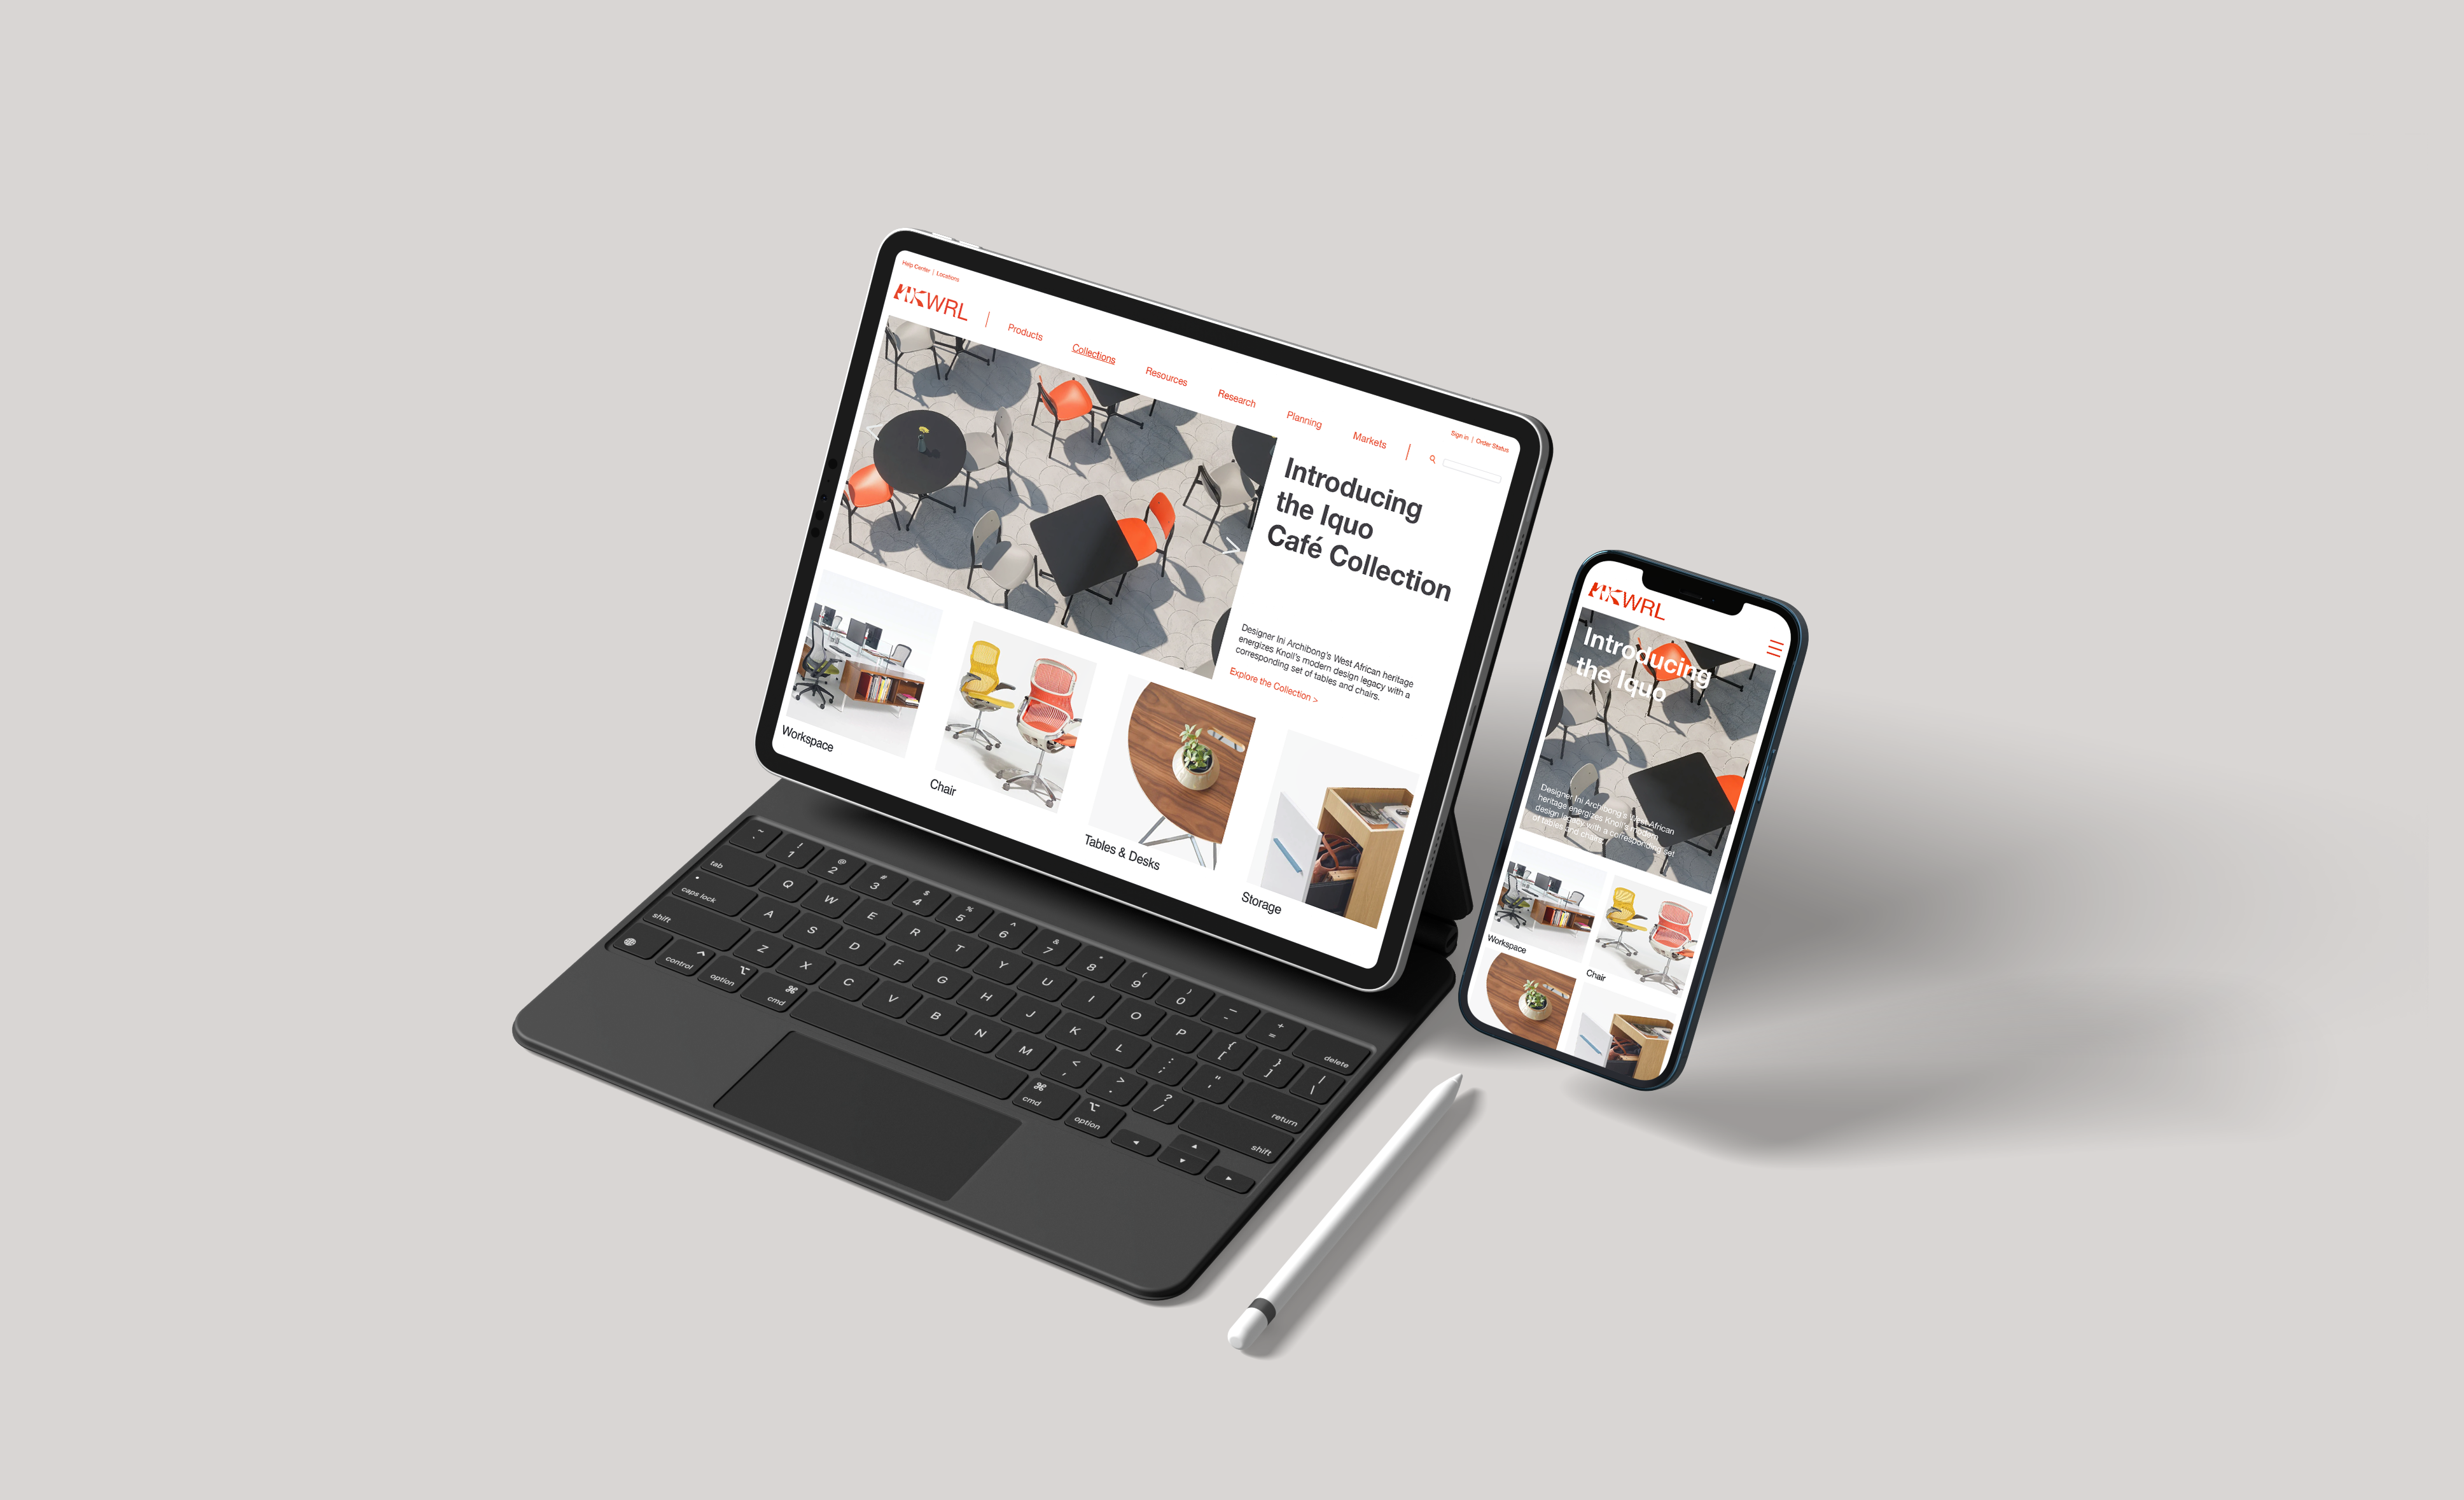 Help Center | Locations
HKWRL
Products
Collections
Resources
Research
Planning
Markets
Sign in | Order Status
Introducing
the Iquo
Café Collection
Designer Ini Archibong's West African heritage
energizes Knoll's modern design legacy with a
corresponding set of tables and chairs.
Explore the Collection >
Workspace
Chair
Tables & Desks
Storage
~ `
! 1
@ 2
# 3
$ 4
% 5
^ 6
& 7
* 8
( 9
) 0
— -
+ =
delete
tab
Q
W
E
R
T
Y
U
I
O
P
{ [
} ]
| \
caps lock
A
S
D
F
G
H
J
K
L
: ;
" '
return
shift
Z
X
C
V
B
N
M
< ,
> .
? /
shift
control
option
cmd
cmd
option
HKWRL
Introducing
the Iquo
Designer Ini Archibong's West African
heritage energizes Knoll's modern
design legacy with a corresponding set
of tables and chairs.
Workspace
Chair